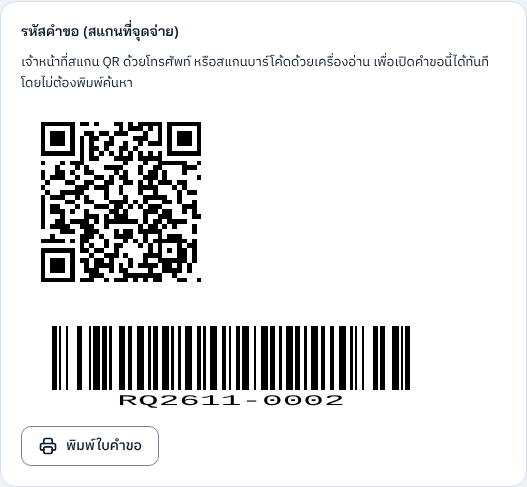 รหัสคำขอ (สแกนที่จุดจ่าย)
เจ้าหน้าที่สแกน QR ด้วยโทรศัพท์ หรือสแกนบาร์โค้ดด้วยเครื่องอ่าน เพื่อเปิดคำขอนี้ได้ทันที
โดยไม่ต้องพิมพ์ค้นหา
RQ2611-0002
พิมพ์ใบคำขอ